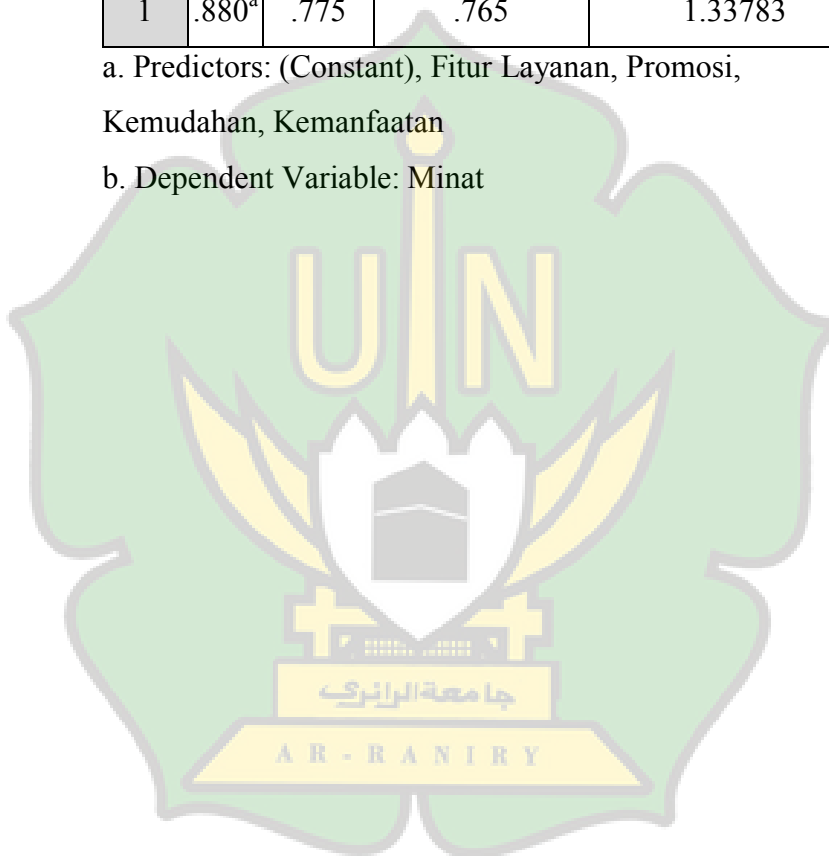 1 .880a .775 .765 1.33783
a. Predictors: (Constant), Fitur Layanan, Promosi,
Kemudahan, Kemanfaatan
b. Dependent Variable: Minat
UIN
جامعة الرانري
AR-RANIRY